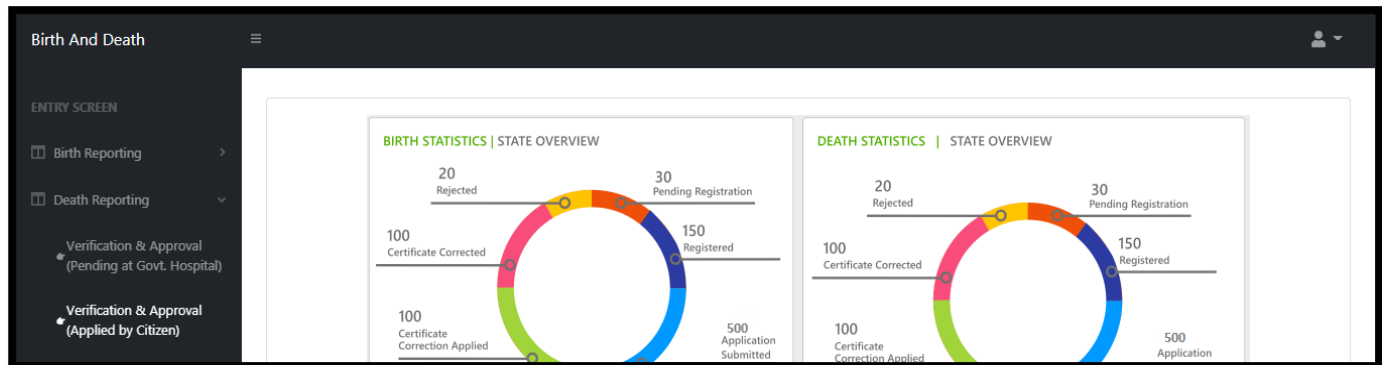 Birth And Death
ENTRY SCREEN
Birth Reporting
Death Reporting
Verification & Approval
(Pending at Govt. Hospital)
Verification & Approval
(Applied by Citizen)
BIRTH STATISTICS | STATE OVERVIEW
20
Rejected
30
Pending Registration
100
Certificate Corrected
150
Registered
100
Certificate
Correction Applied
500
Application
Submitted
DEATH STATISTICS | STATE OVERVIEW
20
Rejected
30
Pending Registration
100
Certificate Corrected
150
Registered
100
Certificate
Correction Applied
500
Application